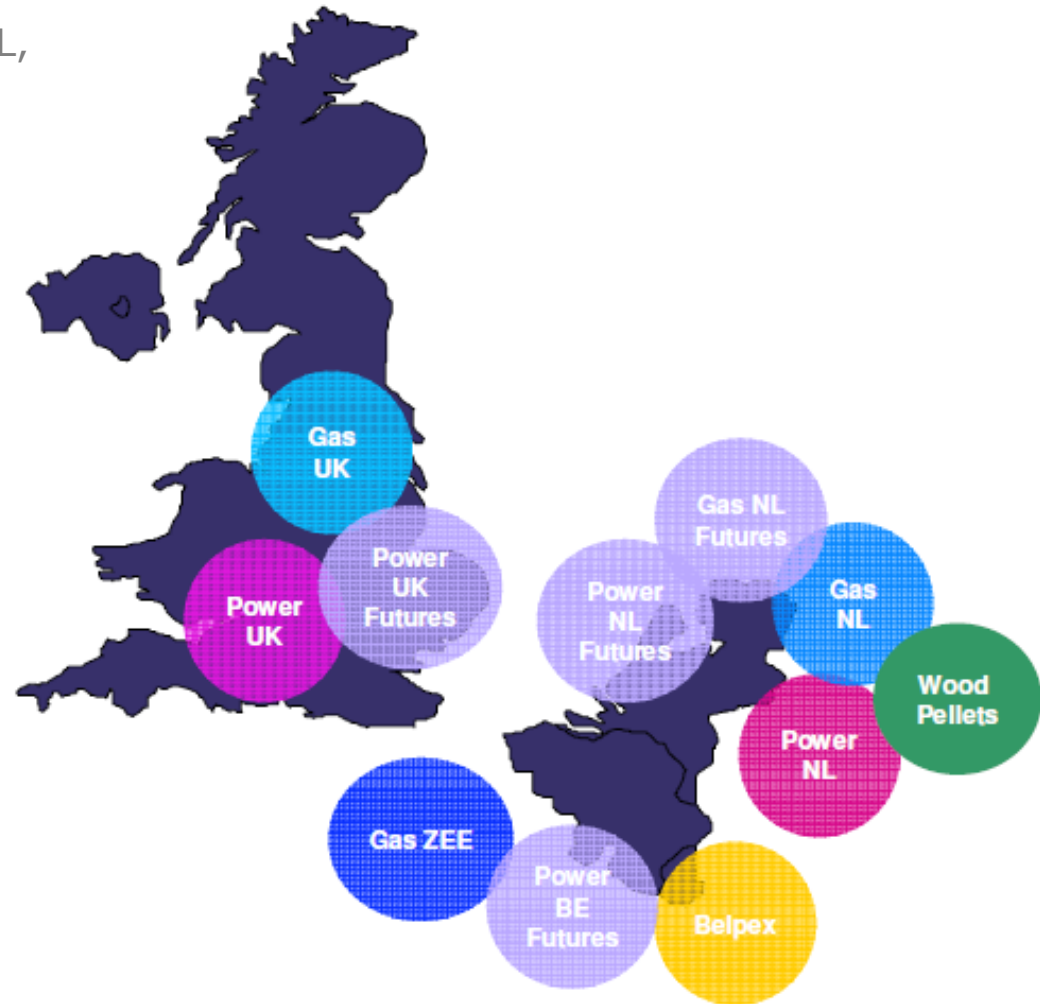 L,
Gas
UK
Power
UK
Futures
Power
UK
Gas NL
Futures
Power
NL
Futures
Gas
NL
Wood
Pellets
Power
NL
Gas ZEE
Power
BE
Futures
Belpex